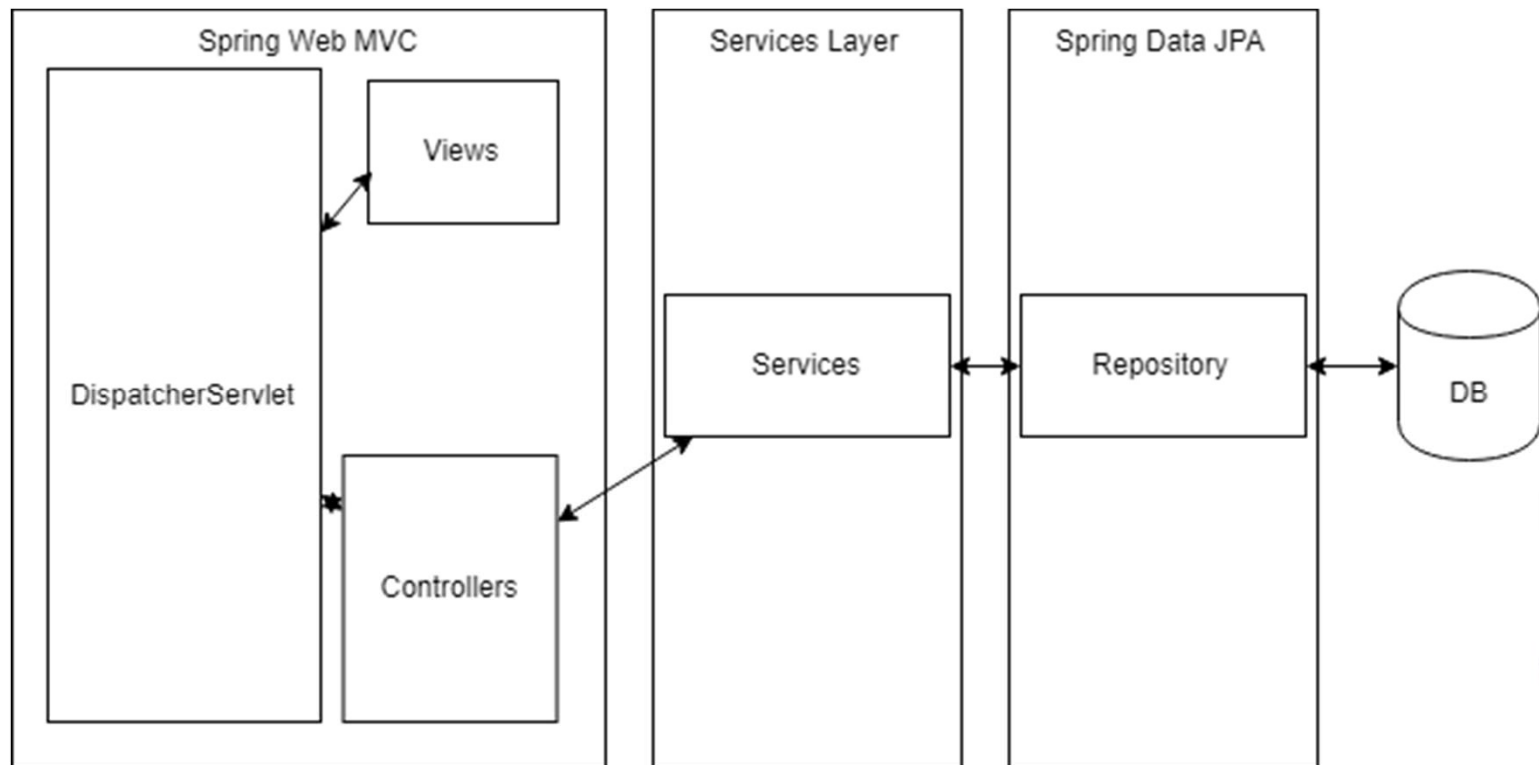 Spring Web MVC
Services Layer
Spring Data JPA
Views
Services
Repository
DispatcherServlet
DB
Controllers